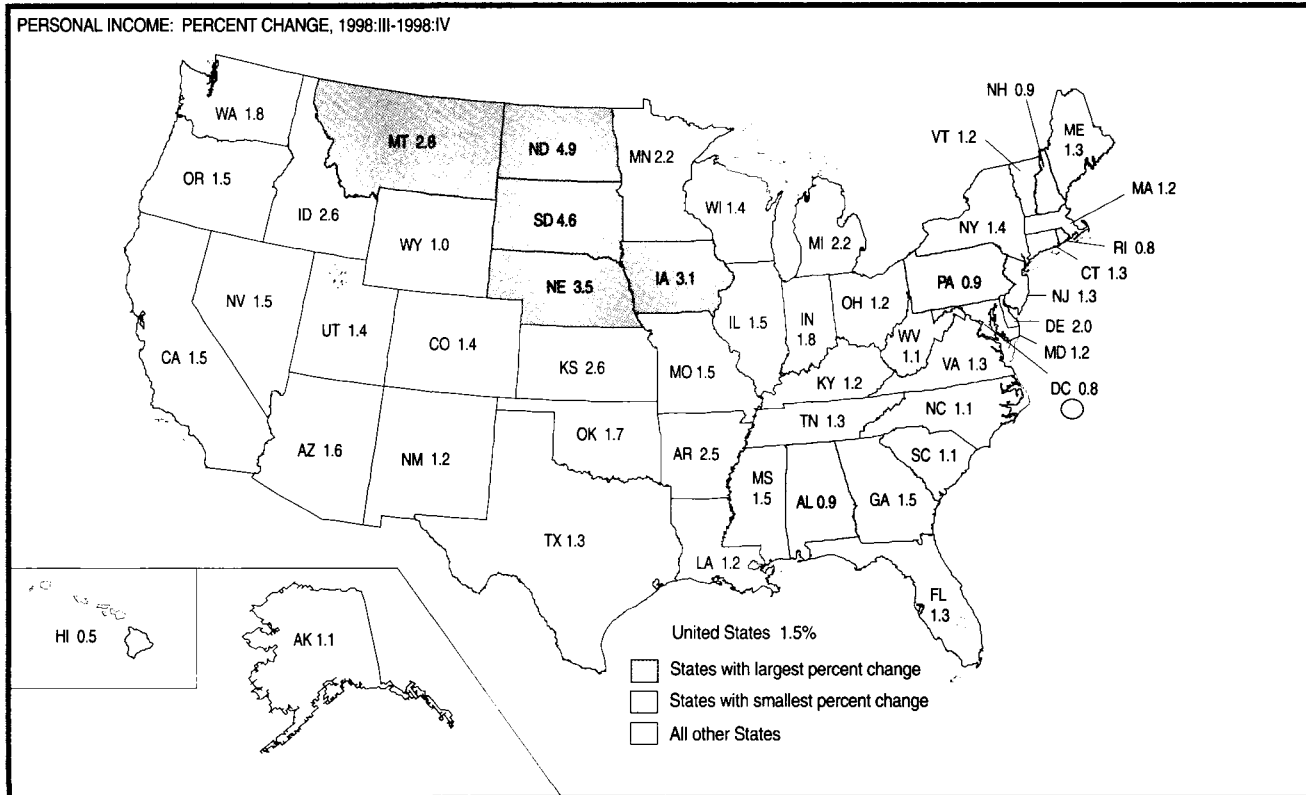 PERSONAL INCOME: PERCENT CHANGE, 1998:III-1998:IV
WA 1.8
MT 2.8
ND 4.9
MN 2.2
NH 0.9
VT 1.2
ME
1.3
OR 1.5
ID 2.6
SD 4.6
WI 1.4
MI 2.2
NY 1.4
MA 1.2
WY 1.0
RI 0.8
CT 1.3
NE 3.5
IA 3.1
PA 0.9
NJ 1.3
NV 1.5
UT 1.4
CO 1.4
IL 1.5
IN
1.8
OH 1.2
DE 2.0
MD 1.2
WV
1.1
VA 1.3
DC 0.8
CA 1.5
KS 2.6
MO 1.5
KY 1.2
NC 1.1
TN 1.3
AZ 1.6
NM 1.2
OK 1.7
AR 2.5
SC 1.1
MS
1.5
AL 0.9
GA 1.5
TX 1.3
LA 1.2
FL
1.3
HI 0.5
AK 1.1
United States 1.5%
States with largest percent change
States with smallest percent change
All other States